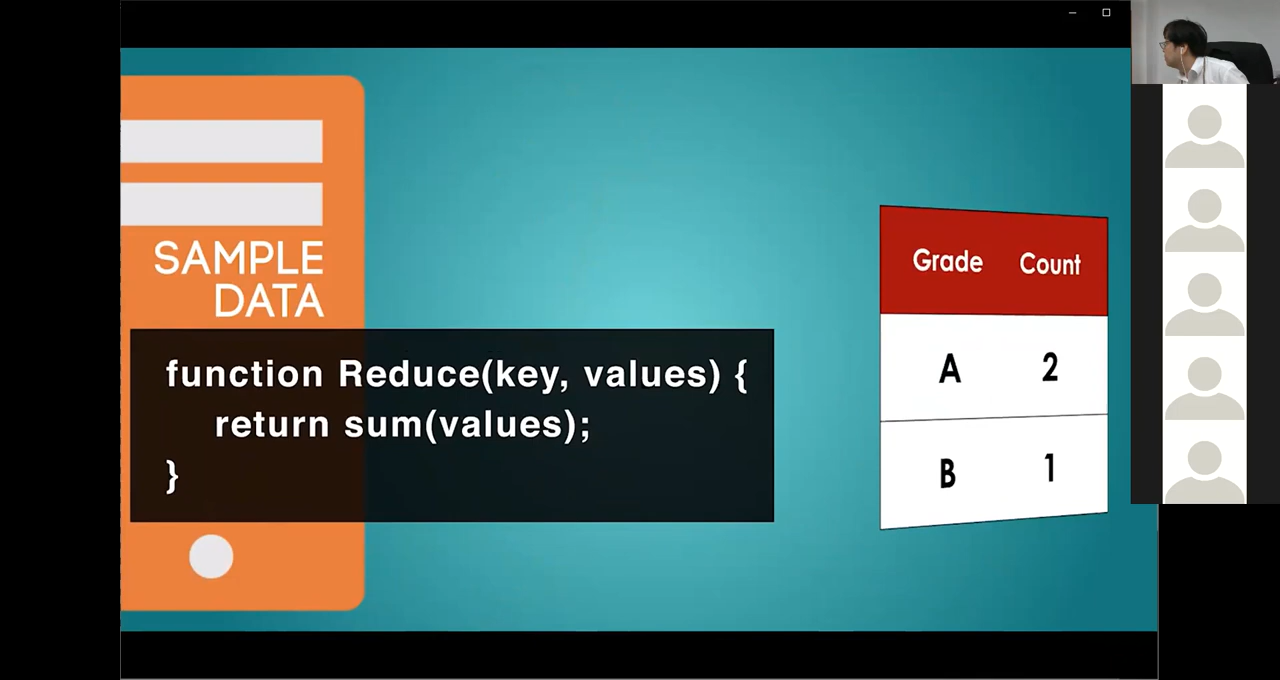 SAMPLE
DATA
function Reduce(key, values) {
return sum(values);
}
Grade Count
A 2
B 1